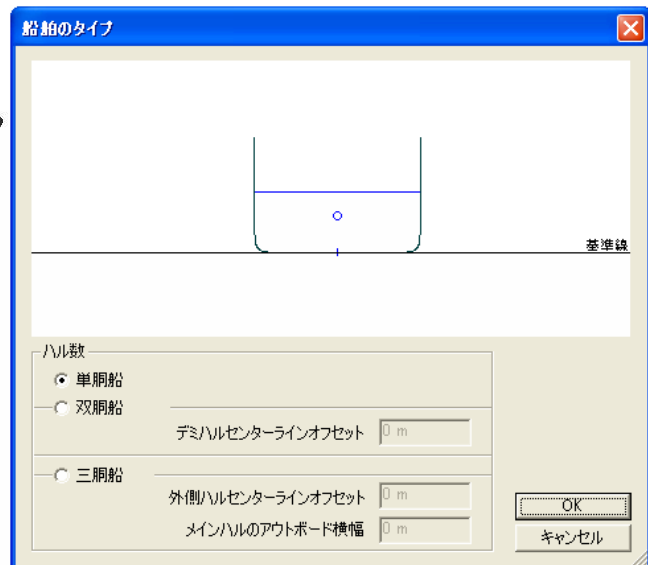 船舶のタイプ
基準線
ハル数
単胴船
双胴船
デミハルセンターラインオフセット 0 m
三胴船
外側ハルセンターラインオフセット 0 m
メインハルのアウトボード横幅 0 m
OK
キャンセル